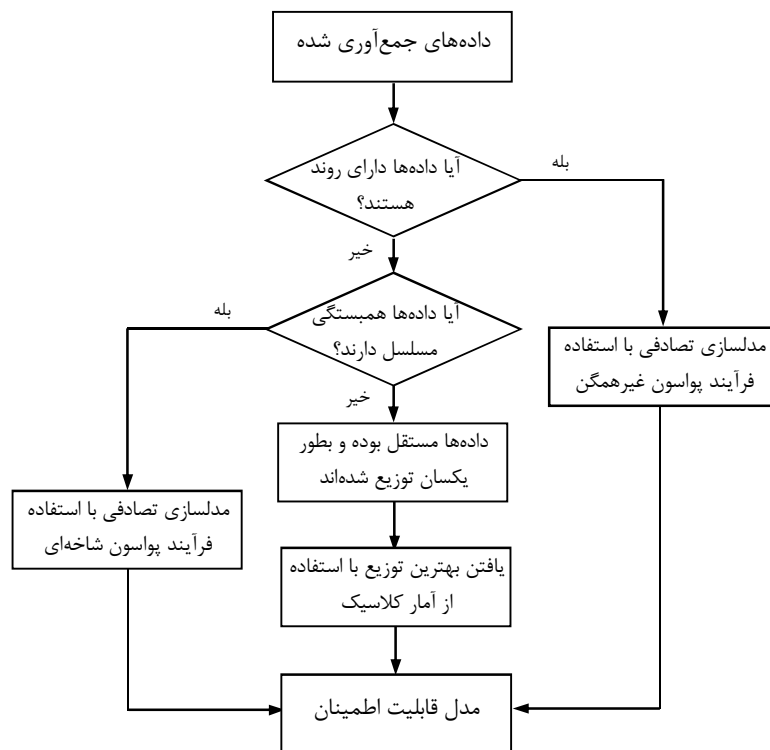 داده‌های جمع‌آوری شده
آیا داده‌ها دارای روند
هستند؟
بله
خیر
آیا داده‌ها همبستگی
مسلسل دارند؟
بله
خیر
مدلسازی تصادفی با استفاده
فرآیند پواسون غیرهمگن
داده‌ها مستقل بوده و بطور
یکسان توزیع شده‌اند
مدلسازی تصادفی با استفاده
فرآیند پواسون شاخه‌ای
یافتن بهترین توزیع با استفاده
از آمار کلاسیک
مدل قابلیت اطمینان